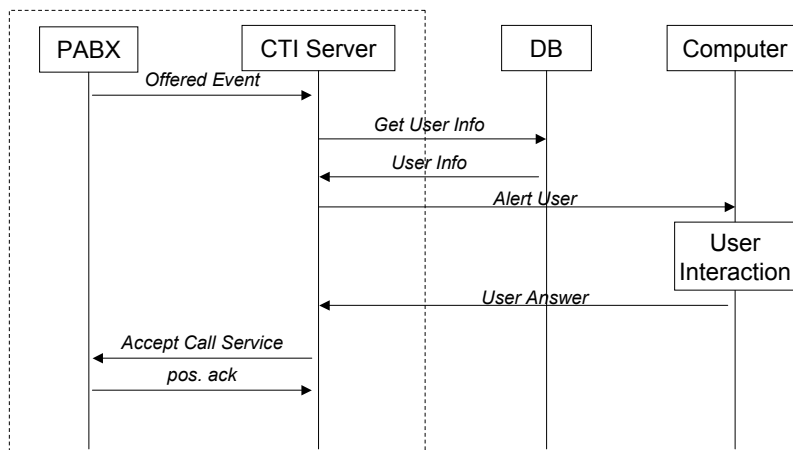 PABX
CTI Server
DB
Computer
Offered Event
Get User Info
User Info
Alert User
User
Interaction
User Answer
Accept Call Service
pos. ack